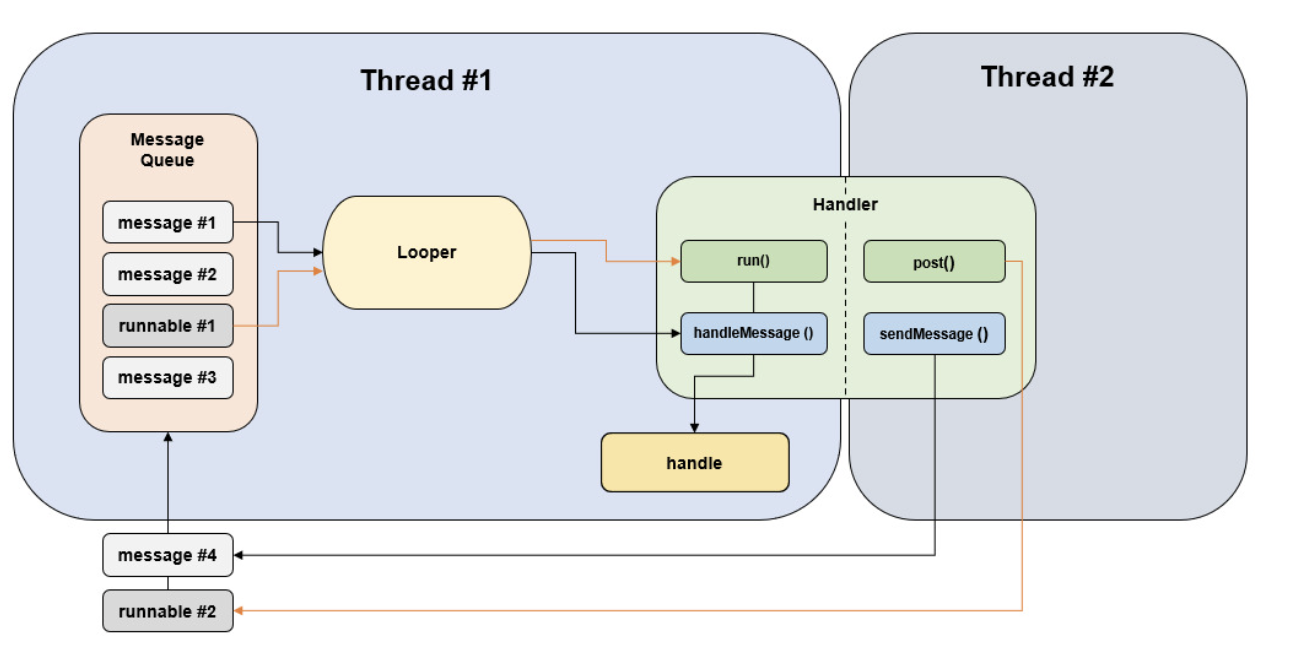 Thread #1
Thread #2
Message
Queue
message #1
message #2
runnable #1
message #3
Looper
Handler
run()
post()
handleMessage ()
sendMessage ()
handle
message #4
runnable #2